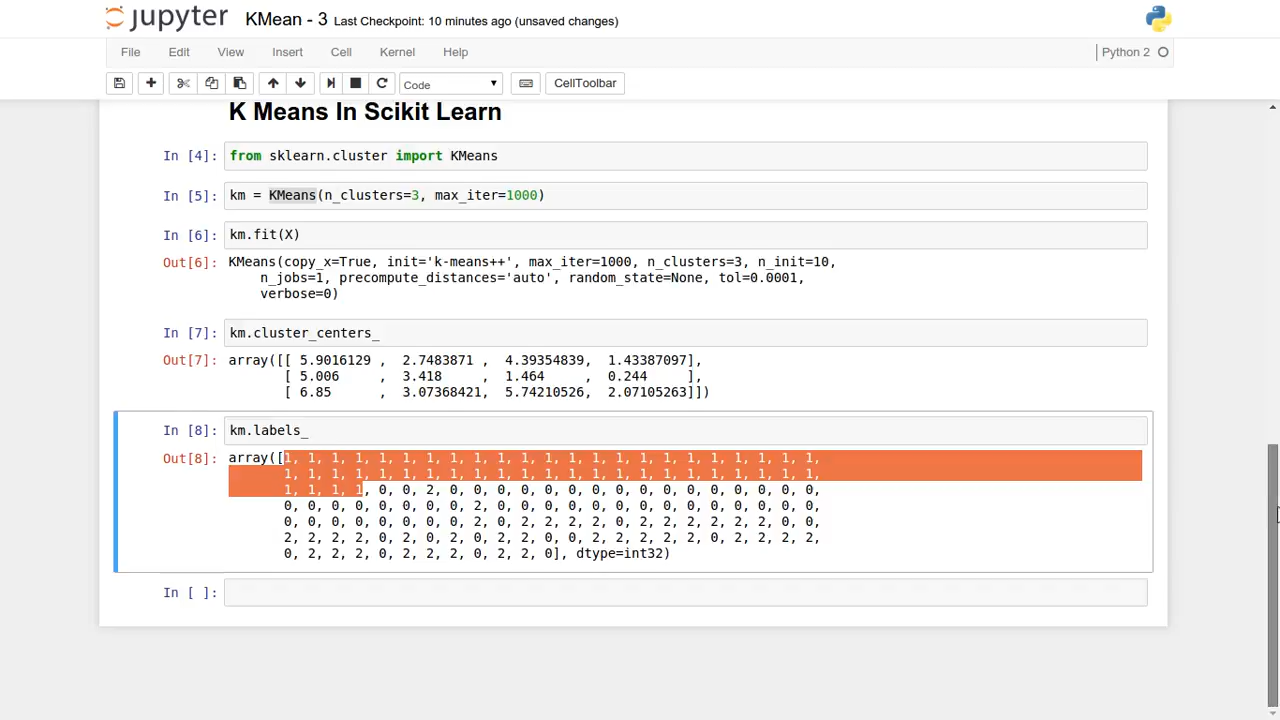 jupyter KMean - 3 Last Checkpoint: 10 minutes ago (unsaved changes)
File Edit View Insert Cell Kernel Help Python 2
Code CellToolbar
K Means In Scikit Learn
In [4]: from sklearn.cluster import KMeans
In [5]: km = KMeans(n_clusters=3, max_iter=1000)
In [6]: km.fit(X)
Out[6]: KMeans(copy_x=True, init='k-means++', max_iter=1000, n_clusters=3, n_init=10,
n_jobs=1, precompute_distances='auto', random_state=None, tol=0.0001,
verbose=0)
In [7]: km.cluster_centers_
Out[7]: array([[ 5.9016129 , 2.7483871 , 4.39354839, 1.43387097],
[ 5.006 , 3.418 , 1.464 , 0.244 ],
[ 6.85 , 3.07368421, 5.74210526, 2.07105263]])
In [8]: km.labels_
Out[8]: array([1, 1, 1, 1, 1, 1, 1, 1, 1, 1, 1, 1, 1, 1, 1, 1, 1, 1, 1, 1, 1, 1, 1,
1, 1, 1, 1, 1, 1, 1, 1, 1, 1, 1, 1, 1, 1, 1, 1, 1, 1, 1, 1, 1, 1, 1,
1, 1, 1, 1, 0, 0, 2, 0, 0, 0, 0, 0, 0, 0, 0, 0, 0, 0, 0, 0, 0, 0, 0,
0, 0, 0, 0, 0, 0, 0, 0, 2, 0, 0, 0, 0, 0, 0, 0, 0, 0, 0, 0, 0, 0, 0,
0, 0, 0, 0, 0, 0, 0, 0, 2, 0, 2, 2, 2, 2, 0, 2, 2, 2, 2, 2, 2, 0, 0,
2, 2, 2, 2, 0, 2, 0, 2, 0, 2, 2, 0, 0, 2, 2, 2, 2, 2, 0, 2, 2, 2, 2,
0, 2, 2, 2, 0, 2, 2, 2, 0, 2, 2, 0], dtype=int32)
In [ ]: